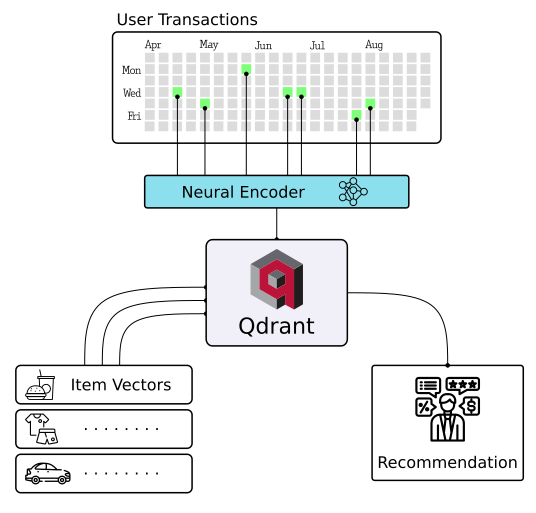 User Transactions
Apr May Jun Jul Aug
Mon
Wed
Fri
Neural Encoder
Qdrant
Item Vectors
. . . . . . . .
. . . . . . . .
%
$
Recommendation